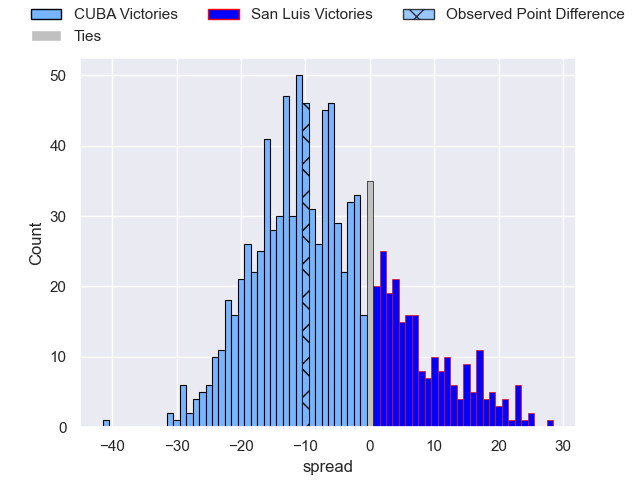 CUBA Victories San Luis Victories Observed Point Difference
Ties
50
40
30
20
10
0
Count
−40 −30 −20 −10 0 10 20 30
spread